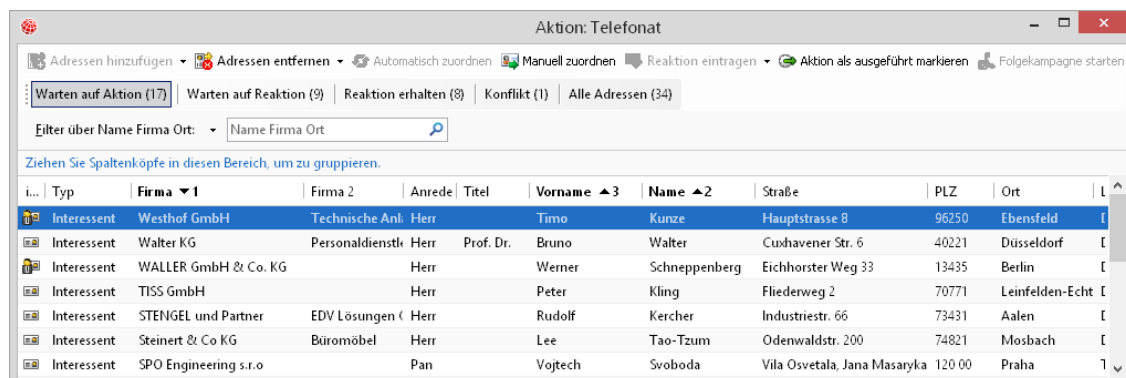 Aktion: Telefonat
Adressen hinzufügen Adressen entfernen Automatisch zuordnen Manuell zuordnen Reaktion eintragen Aktion als ausgeführt markieren Folgekampagne starten
Warten auf Aktion (17) Warten auf Reaktion (9) Reaktion erhalten (8) Konflikt (1) Alle Adressen (34)
Filter über Name Firma Ort: Name Firma Ort
Ziehen Sie Spaltenköpfe in diesen Bereich, um zu gruppieren.
i... Typ Firma ▼1 Firma 2 Anrede Titel Vorname ▲3 Name ▲2 Straße PLZ Ort L
Interessent Westhof GmbH Technische Anl Herr Timo Kunze Hauptstrasse 8 96250 Ebensfeld
Interessent Walter KG Personaldienstle Herr Prof. Dr. Bruno Walter Cuxhavener Str. 6 40221 Düsseldorf
Interessent WALLER GmbH & Co. KG Herr Werner Schneppenberg Eichhorster Weg 33 13435 Berlin
Interessent TISS GmbH Herr Peter Kling Fliederweg 2 70771 Leinfelden-Echt
Interessent STENGEL und Partner EDV Lösungen Herr Rudolf Kercher Industriestr. 66 73431 Aalen
Interessent Steinert & Co KG Büromöbel Herr Lee Tao-Tzum Odenwaldstr. 200 74821 Mosbach
Interessent SPO Engineering s.r.o Pan Vojtech Svoboda Vila Osvetala, Jana Masaryka 120 00 Praha